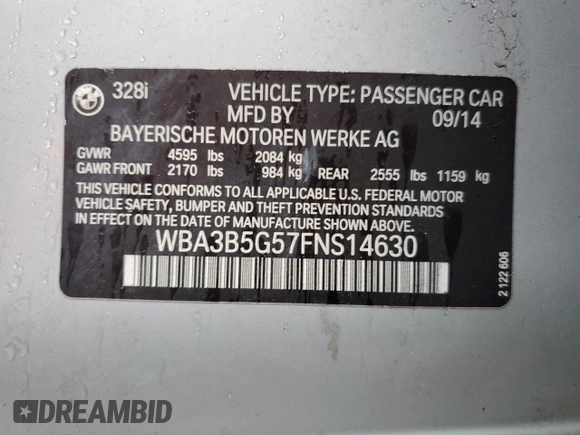 328i VEHICLE TYPE: PASSENGER CAR
MFD BY 09/14
BAYERISCHE MOTOREN WERKE AG
GVWR 4595 lbs 2084 kg
GAWR FRONT 2170 lbs 984 kg REAR 2555 lbs 1159 kg
THIS VEHICLE CONFORMS TO ALL APPLICABLE U.S. FEDERAL MOTOR
VEHICLE SAFETY, BUMPER AND THEFT PREVENTION STANDARDS
IN EFFECT ON THE DATE OF MANUFACTURE SHOWN ABOVE.
WBA3B5G57FNS14630
2 122 606
DREAMBID